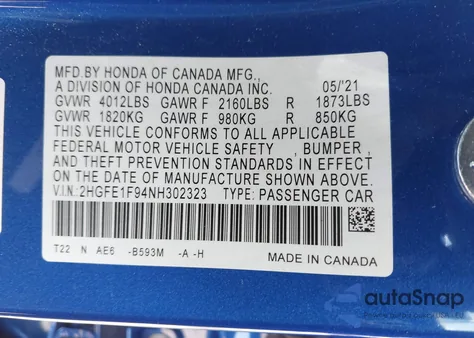 MFD.BY HONDA OF CANADA MFG.,
A DIVISION OF HONDA CANADA INC. 05/'21
GVWR 4012LBS GAWR F 2160LBS R 1873LBS
GVWR 1820KG GAWR F 980KG R 850KG
THIS VEHICLE CONFORMS TO ALL APPLICABLE
FEDERAL MOTOR VEHICLE SAFETY , BUMPER ,
AND THEFT PREVENTION STANDARDS IN EFFECT
ON THE DATE OF MANUFACTURE SHOWN ABOVE.
V.I.N:2HGFE1F94NH302323 TYPE: PASSENGER CAR
T22 N AE6 -B593M -A -H
MADE IN CANADA
autoSnap